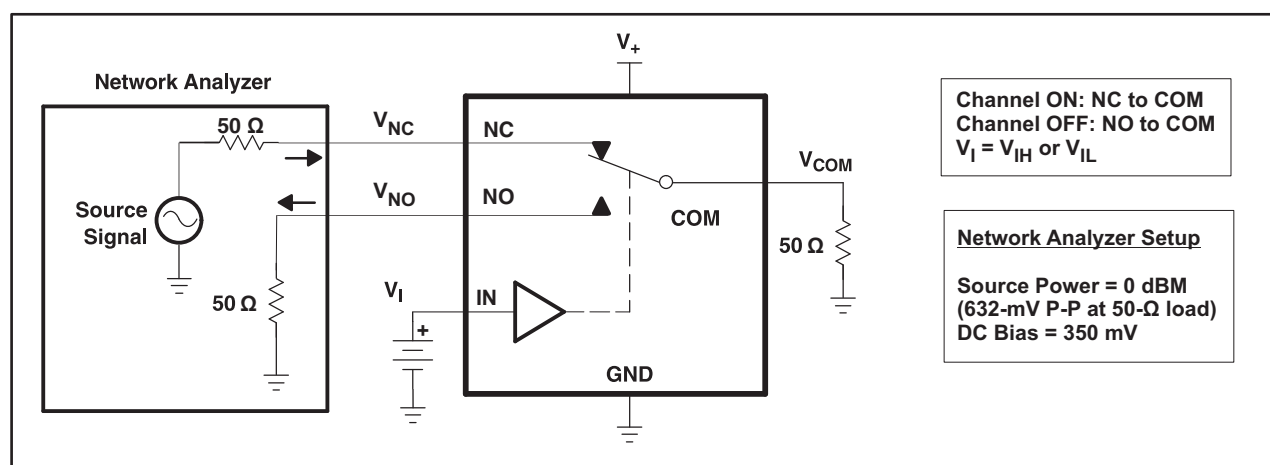 Network Analyzer
50 Ω
Source
Signal
50 Ω
V_NC
V_NO
V_I
+
V_+
NC
NO
COM
IN
GND
V_COM
50 Ω
Channel ON: NC to COM
Channel OFF: NO to COM
V_I = V_IH or V_IL
Network Analyzer Setup
Source Power = 0 dBM
(632-mV P-P at 50-Ω load)
DC Bias = 350 mV